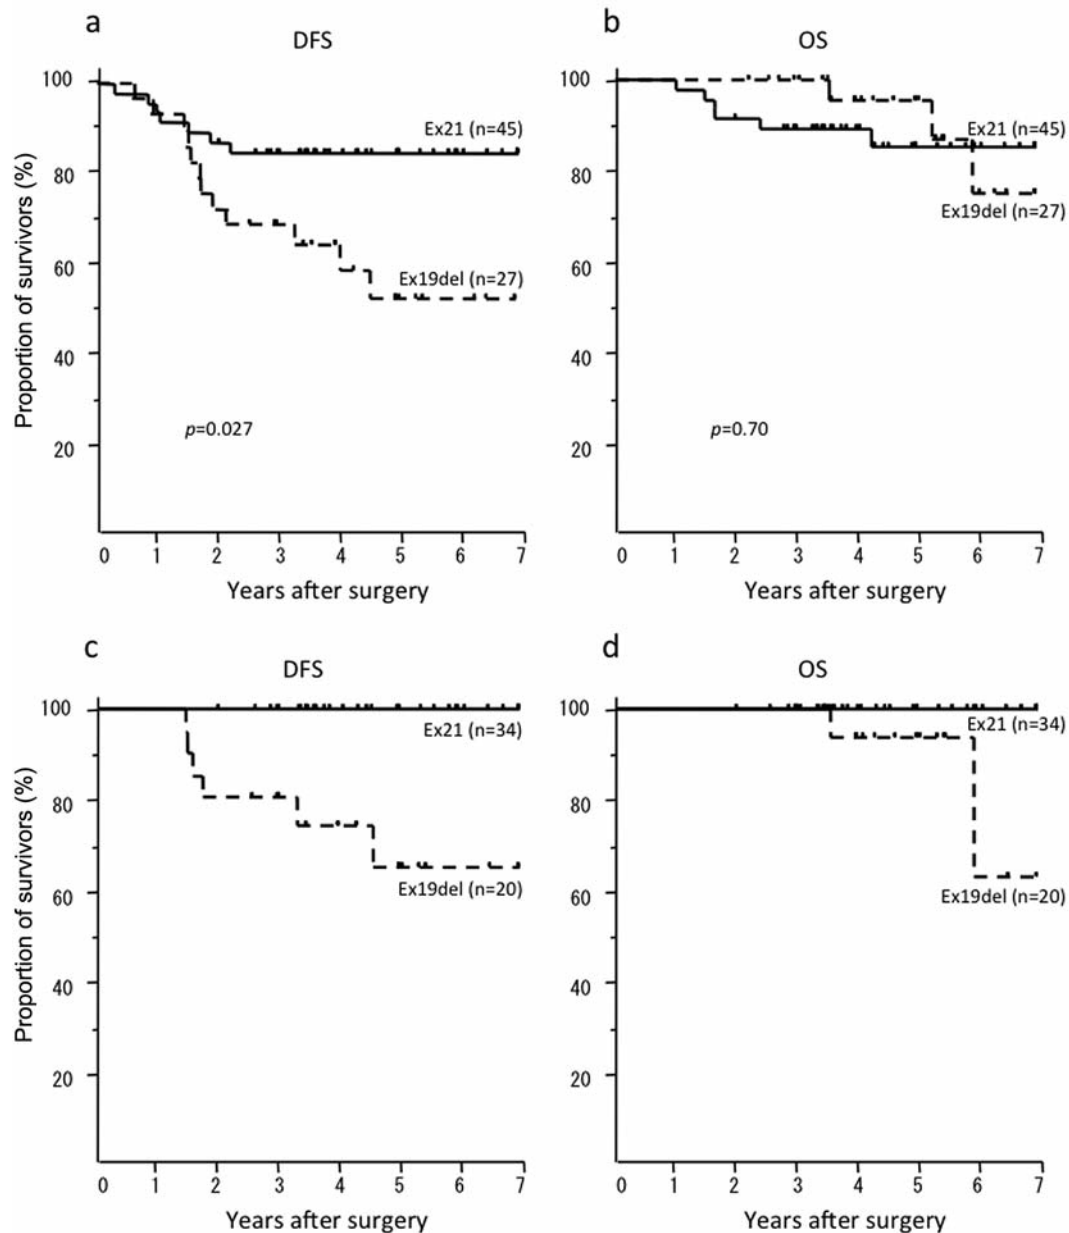 a
DFS
Proportion of survivors (%)
100
80
60
40
20
Ex21 (n=45)
Ex19del (n=27)
p=0.027
0 1 2 3 4 5 6 7
Years after surgery
b
OS
100
80
60
40
20
Ex21 (n=45)
Ex19del (n=27)
p=0.70
0 1 2 3 4 5 6 7
Years after surgery
c
DFS
Proportion of survivors (%)
100
80
60
40
20
Ex21 (n=34)
Ex19del (n=20)
0 1 2 3 4 5 6 7
Years after surgery
d
OS
100
80
60
40
20
Ex21 (n=34)
Ex19del (n=20)
0 1 2 3 4 5 6 7
Years after surgery